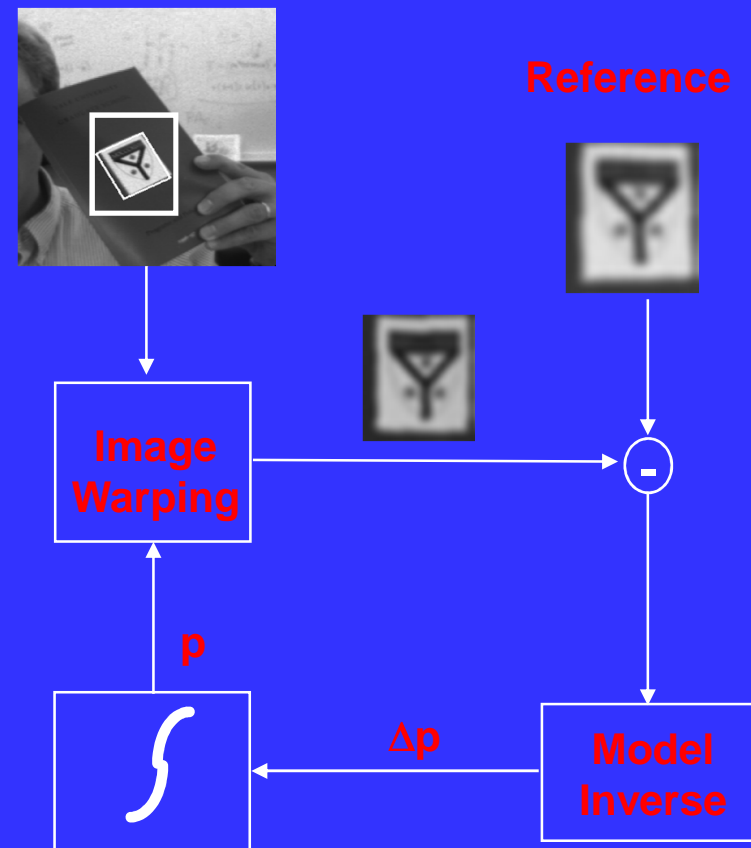 Reference
Image
Warping
-
p
Δp
∫
Model
Inverse